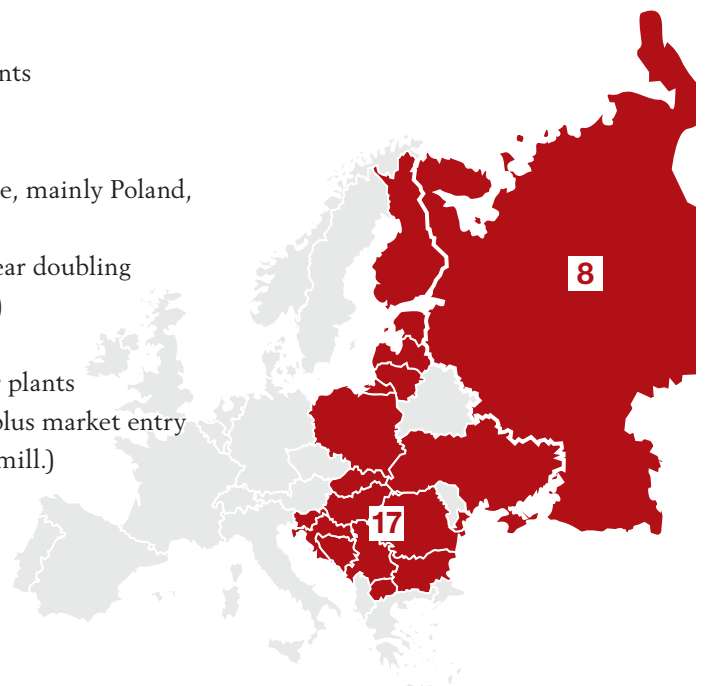 nts
e, mainly Poland,
ear doubling
)
plants
plus market entry
mill.)
8
17